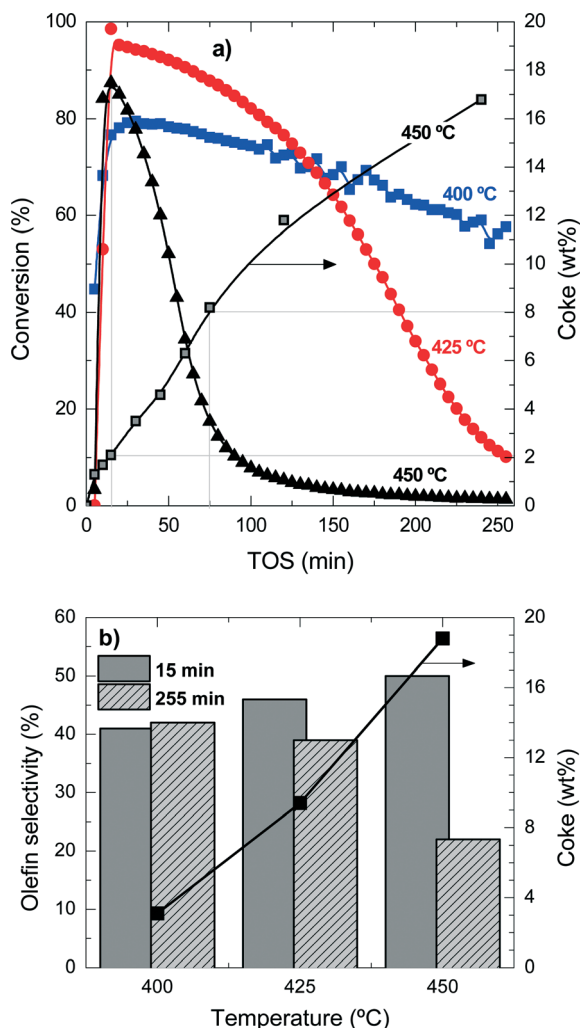 a)
100
80
60
40
20
0
Conversion (%)
20
18
16
14
12
10
8
6
4
2
0
Coke (wt%)
450 ºC
400 ºC
425 ºC
450 ºC
0 50 100 150 200 250
TOS (min)
b)
15 min
255 min
60
50
40
30
20
10
0
Olefin selectivity (%)
20
16
12
8
4
0
Coke (wt%)
400 425 450
Temperature (ºC)